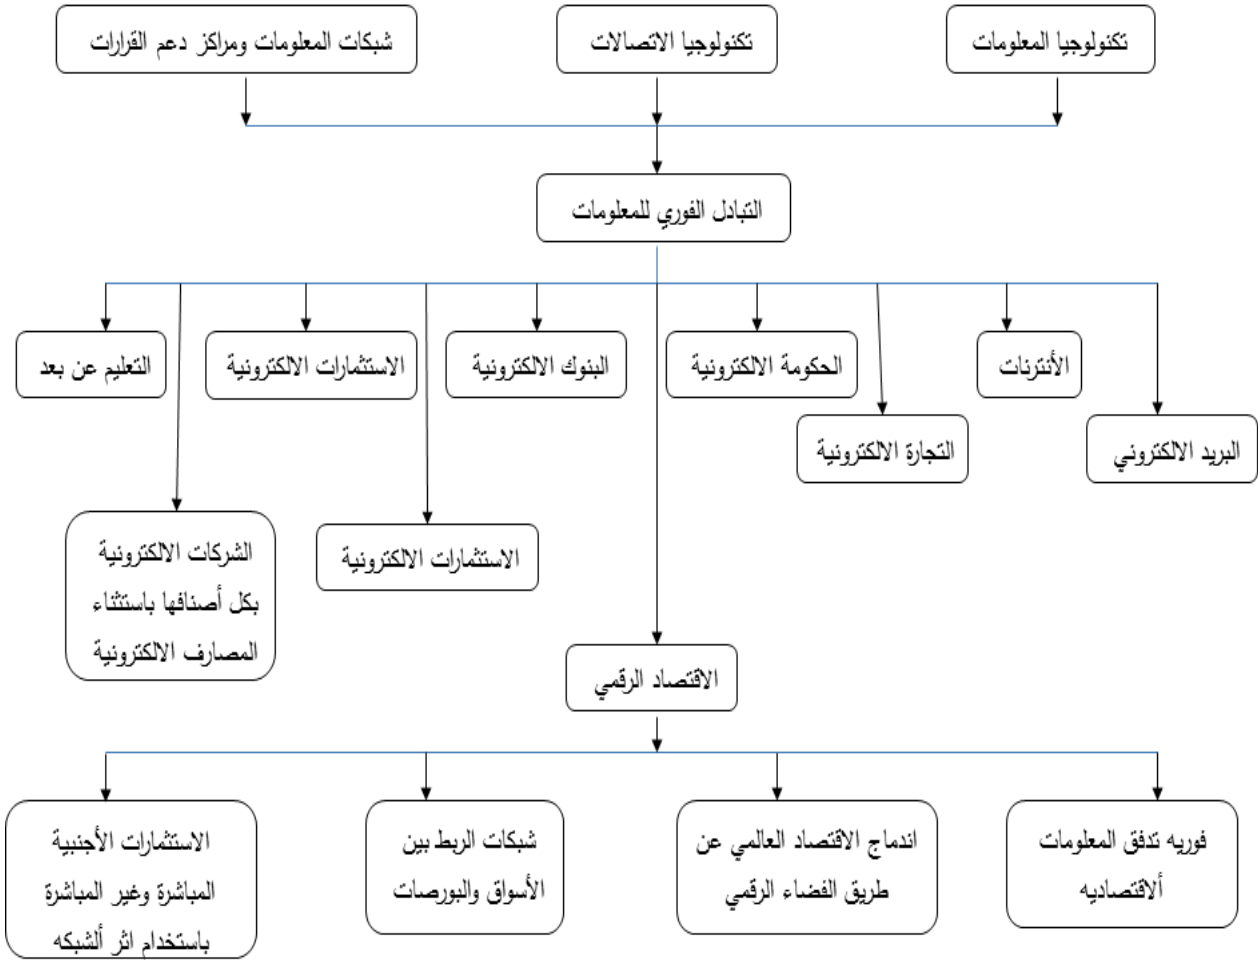 تكنولوجيا المعلومات
تكنولوجيا الاتصالات
شبكات المعلومات ومراكز دعم القرارات
التبادل الفوري للمعلومات
الأنترنات
الحكومة الالكترونية
البنوك الالكترونية
الاستثمارات الالكترونية
التعليم عن بعد
البريد الالكتروني
التجارة الالكترونية
الاستثمارات الالكترونية
الشركات الالكترونية
بكل أصنافها باستثناء
المصارف الالكترونية
الاقتصاد الرقمي
فوريه تدفق المعلومات
ألاقتصاديه
اندماج الاقتصاد العالمي عن
طريق الفضاء الرقمي
شبكات الربط بين
الأسواق والبورصات
الاستثمارات الأجنبية
المباشرة وغير المباشرة
باستخدام اثر ألشبكه